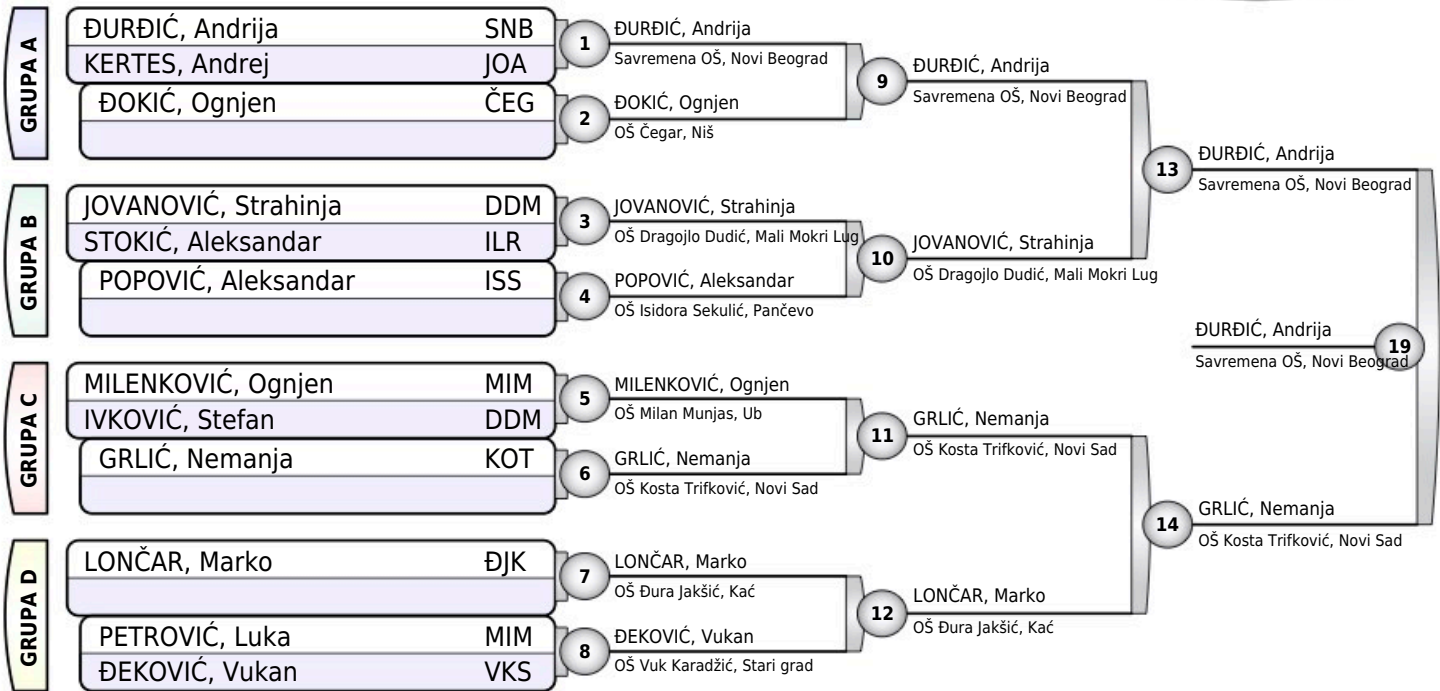 GRUPA A
ĐURĐIĆ, Andrija SNB
KERTES, Andrej JOA
ĐOKIĆ, Ognjen ČEG
1
ĐURĐIĆ, Andrija
Savremena OŠ, Novi Beograd
2
ĐOKIĆ, Ognjen
OŠ Čegar, Niš
9
ĐURĐIĆ, Andrija
Savremena OŠ, Novi Beograd
GRUPA B
JOVANOVIĆ, Strahinja DDM
STOKIĆ, Aleksandar ILR
POPOVIĆ, Aleksandar ISS
3
JOVANOVIĆ, Strahinja
OŠ Dragojlo Dudić, Mali Mokri Lug
4
POPOVIĆ, Aleksandar
OŠ Isidora Sekulić, Pančevo
10
JOVANOVIĆ, Strahinja
OŠ Dragojlo Dudić, Mali Mokri Lug
13
ĐURĐIĆ, Andrija
Savremena OŠ, Novi Beograd
GRUPA C
MILENKOVIĆ, Ognjen MIM
IVKOVIĆ, Stefan DDM
GRLIĆ, Nemanja KOT
5
MILENKOVIĆ, Ognjen
OŠ Milan Munjas, Ub
6
GRLIĆ, Nemanja
OŠ Kosta Trifković, Novi Sad
11
GRLIĆ, Nemanja
OŠ Kosta Trifković, Novi Sad
GRUPA D
LONČAR, Marko ĐJK
PETROVIĆ, Luka MIM
ĐEKOVIĆ, Vukan VKS
7
LONČAR, Marko
OŠ Đura Jakšić, Kać
8
ĐEKOVIĆ, Vukan
OŠ Vuk Karadžić, Stari grad
12
LONČAR, Marko
OŠ Đura Jakšić, Kać
14
GRLIĆ, Nemanja
OŠ Kosta Trifković, Novi Sad
ĐURĐIĆ, Andrija
Savremena OŠ, Novi Beograd
19